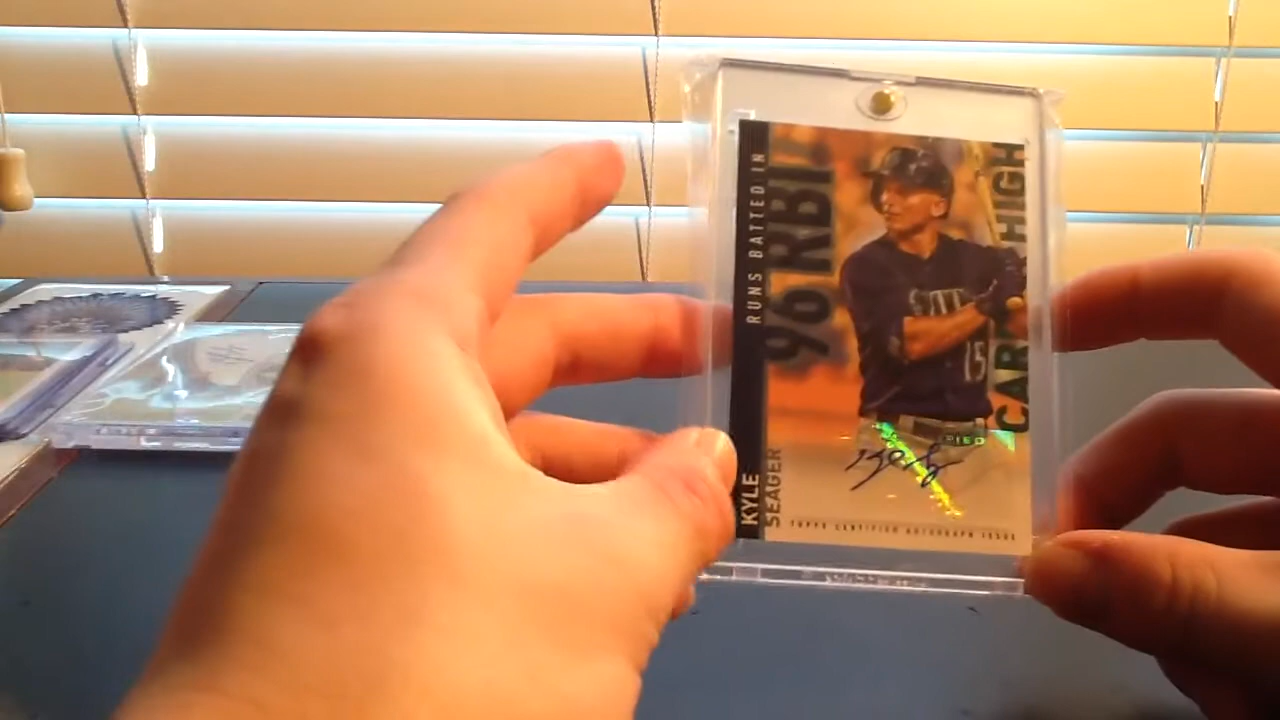 RUNS BATTED IN
96 RBI
CAREER HIGH
KYLE
SEAGER
15
TOPPS CERTIFIED AUTOGRAPH ISSUE